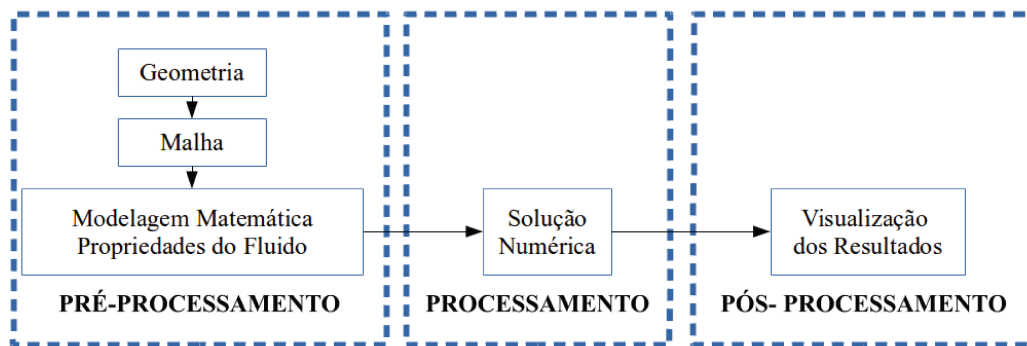 Geometria
Malha
Modelagem Matemática
Propriedades do Fluido
PRÉ-PROCESSAMENTO
Solução
Numérica
PROCESSAMENTO
Visualização
dos Resultados
PÓS- PROCESSAMENTO